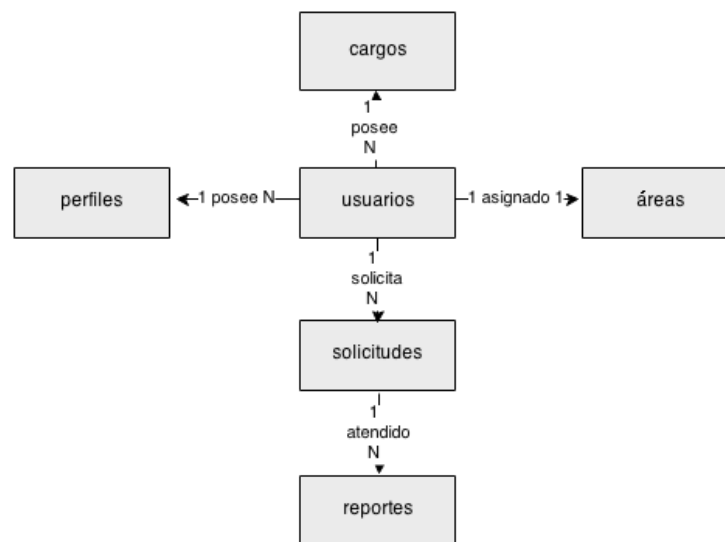 cargos
1
posee
N
perfiles
1 posee N
usuarios
1 asignado 1
áreas
1
solicita
N
solicitudes
1
atendido
N
reportes